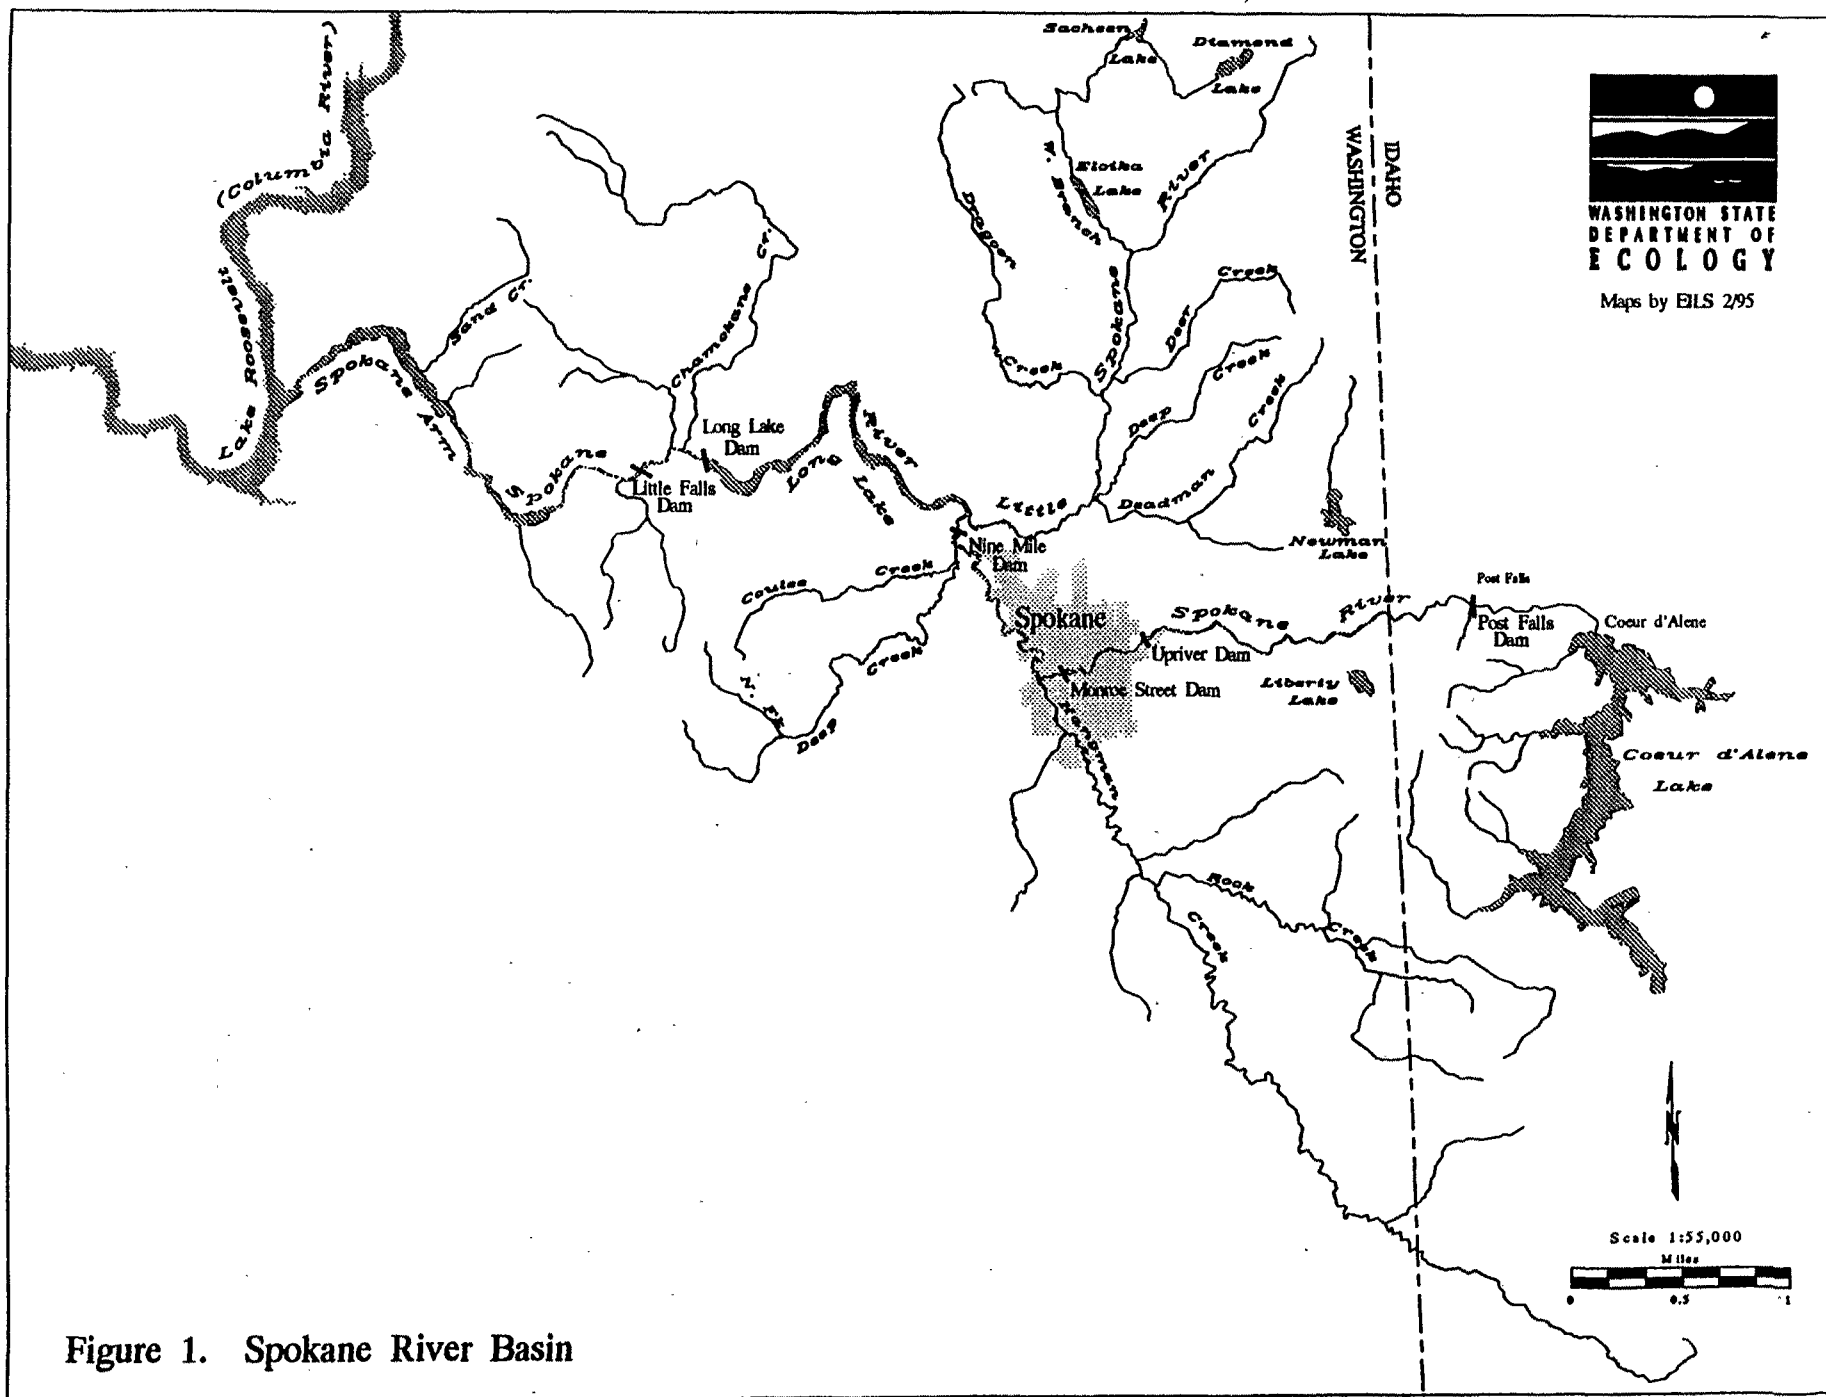 Sacheen
Lake
Diamond
Lake
(Columbia River)
IDAHO
WASHINGTON
WASHINGTON STATE
DEPARTMENT OF
ECOLOGY
Maps by EILS 2/95
W. Branch
Eloika
Lake
River
Dragoon
Creek
Spokane
Deer
Creek
Deep
Creek
Deadman
Creek
Little
Newman
Lake
Lake Roosevelt
Spokane Arm
Sand Cr.
Chamokane
Cr.
Long Lake
Dam
River
Long
Lake
Spokane
Little Falls
Dam
Nine Mile
Dam
Coulee
Creek
Spokane
Spokane
River
Upriver Dam
Monroe Street Dam
Post Falls
Post Falls
Dam
Coeur d'Alene
Liberty
Lake
Creek
Deep
Hangman
Coeur d'Alene
Lake
Rock
Creek
Creek
N
Scale 1:55,000
Miles
0 0.5 1
Figure 1. Spokane River Basin